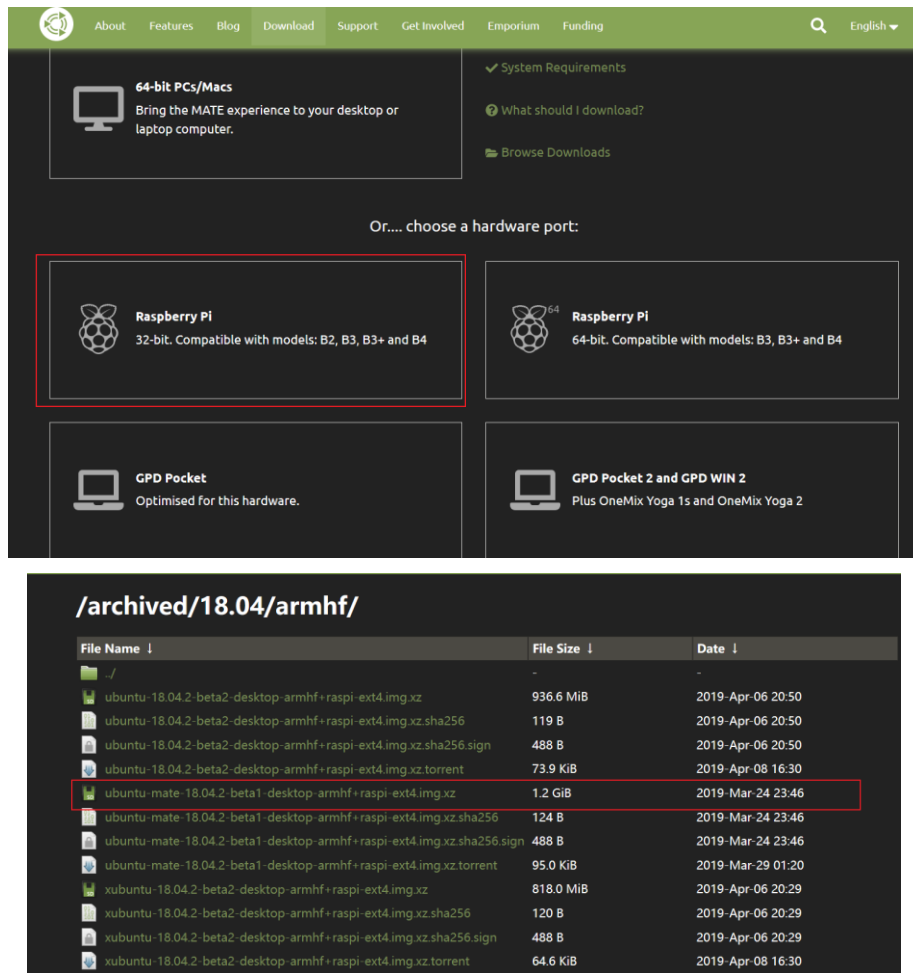 About Features Blog Download Support Get Involved Emporium Funding English
64-bit PCs/Macs
Bring the MATE experience to your desktop or
laptop computer.
System Requirements
What should I download?
Browse Downloads
Or.... choose a hardware port:
Raspberry Pi
32-bit. Compatible with models: B2, B3, B3+ and B4
64
Raspberry Pi
64-bit. Compatible with models: B3, B3+ and B4
GPD Pocket
Optimised for this hardware.
GPD Pocket 2 and GPD WIN 2
Plus OneMix Yoga 1s and OneMix Yoga 2
/archived/18.04/armhf/
File Name ↓ File Size ↓ Date ↓
../ - -
ubuntu-18.04.2-beta2-desktop-armhf+raspi-ext4.img.xz 936.6 MiB 2019-Apr-06 20:50
ubuntu-18.04.2-beta2-desktop-armhf+raspi-ext4.img.xz.sha256 119 B 2019-Apr-06 20:50
ubuntu-18.04.2-beta2-desktop-armhf+raspi-ext4.img.xz.sha256.sign 488 B 2019-Apr-06 20:50
ubuntu-18.04.2-beta2-desktop-armhf+raspi-ext4.img.xz.torrent 73.9 KiB 2019-Apr-08 16:30
ubuntu-mate-18.04.2-beta1-desktop-armhf+raspi-ext4.img.xz 1.2 GiB 2019-Mar-24 23:46
ubuntu-mate-18.04.2-beta1-desktop-armhf+raspi-ext4.img.xz.sha256 124 B 2019-Mar-24 23:46
ubuntu-mate-18.04.2-beta1-desktop-armhf+raspi-ext4.img.xz.sha256.sign 488 B 2019-Mar-24 23:46
ubuntu-mate-18.04.2-beta1-desktop-armhf+raspi-ext4.img.xz.torrent 95.0 KiB 2019-Mar-29 01:20
xubuntu-18.04.2-beta2-desktop-armhf+raspi-ext4.img.xz 818.0 MiB 2019-Apr-06 20:29
xubuntu-18.04.2-beta2-desktop-armhf+raspi-ext4.img.xz.sha256 120 B 2019-Apr-06 20:29
xubuntu-18.04.2-beta2-desktop-armhf+raspi-ext4.img.xz.sha256.sign 488 B 2019-Apr-06 20:29
xubuntu-18.04.2-beta2-desktop-armhf+raspi-ext4.img.xz.torrent 64.6 KiB 2019-Apr-08 16:30